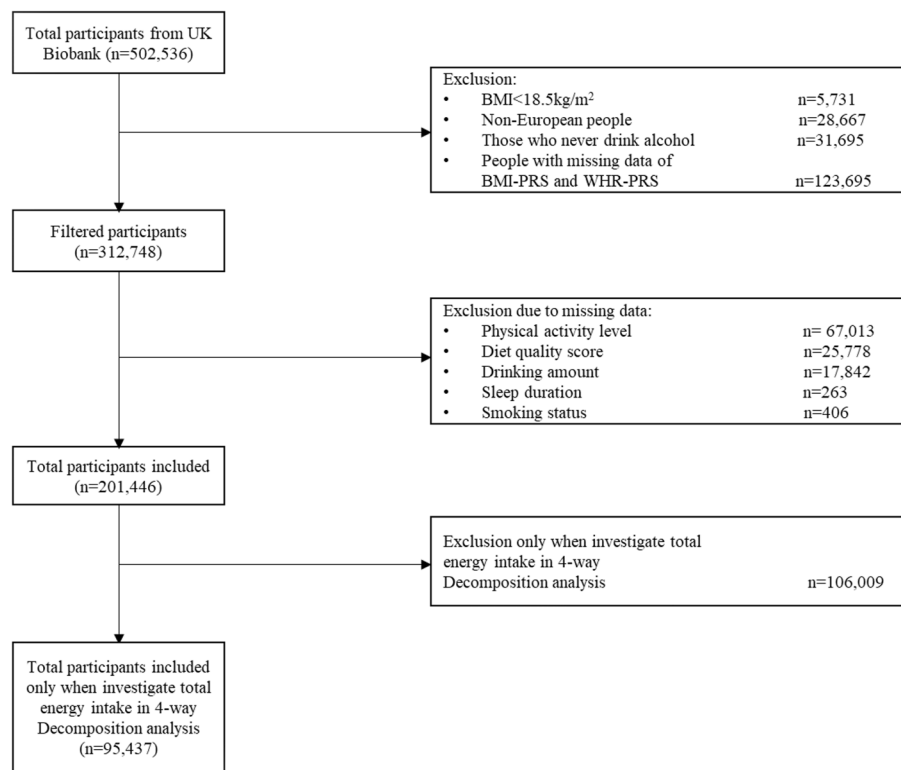 Total participants from UK
Biobank (n=502,536)
Exclusion:
• BMI<18.5kg/m² n=5,731
• Non-European people n=28,667
• Those who never drink alcohol n=31,695
• People with missing data of
BMI-PRS and WHR-PRS n=123,695
Filtered participants
(n=312,748)
Exclusion due to missing data:
• Physical activity level n= 67,013
• Diet quality score n=25,778
• Drinking amount n=17,842
• Sleep duration n=263
• Smoking status n=406
Total participants included
(n=201,446)
Exclusion only when investigate total
energy intake in 4-way
Decomposition analysis n=106,009
Total participants included
only when investigate total
energy intake in 4-way
Decomposition analysis
(n=95,437)